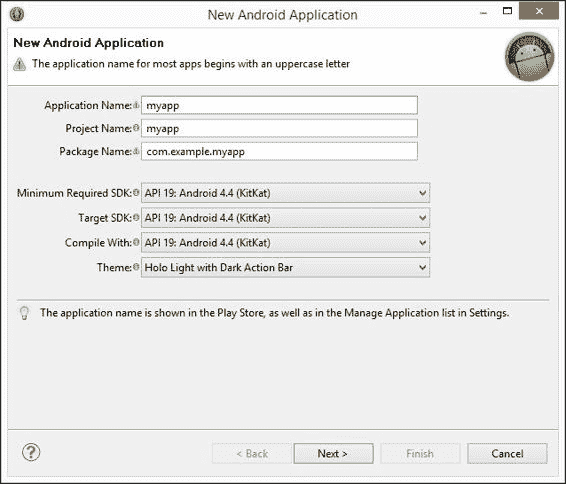 New Android Application
New Android Application
The application name for most apps begins with an uppercase letter
Application Name: myapp
Project Name: myapp
Package Name: com.example.myapp
Minimum Required SDK: API 19: Android 4.4 (KitKat)
Target SDK: API 19: Android 4.4 (KitKat)
Compile With: API 19: Android 4.4 (KitKat)
Theme: Holo Light with Dark Action Bar
The application name is shown in the Play Store, as well as in the Manage Application list in Settings.
? < Back Next > Finish Cancel